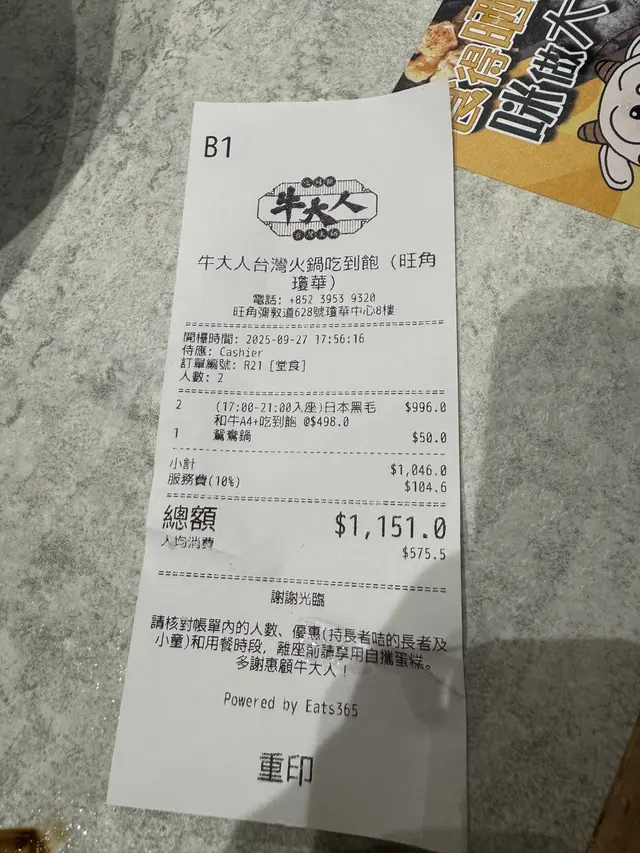 B1
牛大人
台灣火鍋
牛大人台灣火鍋吃到飽 (旺角
瓊華)
電話: +852 3953 9320
旺角彌敦道628號瓊華中心8樓
開檯時間: 2025-09-27 17:56:16
侍應: Cashier
訂單編號: R21 [堂食]
人數: 2
2 (17:00-21:00入座)日本黑毛 $996.0
和牛A4+吃到飽 @$498.0
1 鴛鴦鍋 $50.0
小計 $1,046.0
服務費(10%) $104.6
總額 $1,151.0
人均消費 $575.5
謝謝光臨
請核對帳單內的人數、優惠(持長者咭的長者及
小童)和用餐時段, 離座前請享用自攜蛋糕。
多謝惠顧牛大人！
Powered by Eats365
重印
咪做大